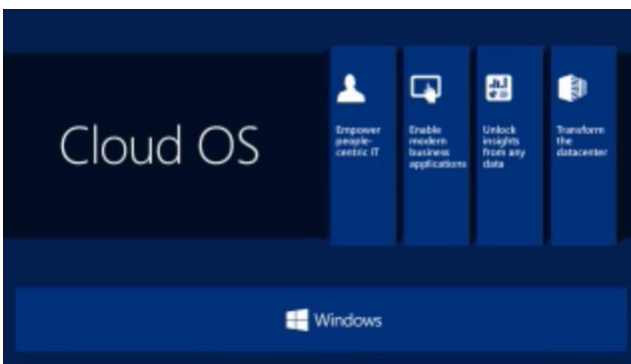 Cloud OS
Empower
people-
centric IT
Enable
modern
business
applications
Unlock
insights
from any
data
Transform
the
datacenter
Windows